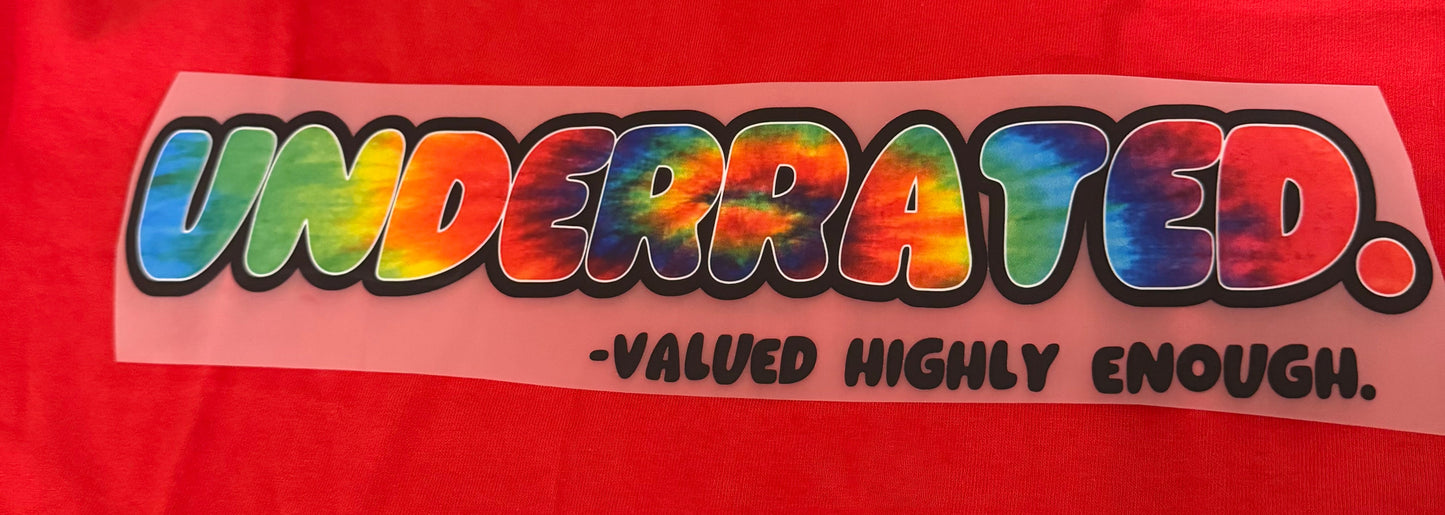 UNDERRATED.
-VALUED HIGHLY ENOUGH.